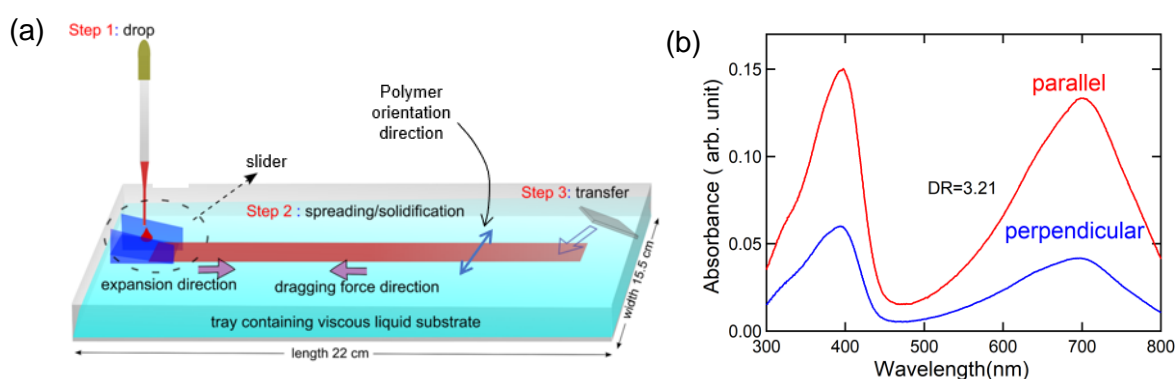 (a)
Step 1: drop
Polymer
orientation
direction
slider
Step 3: transfer
Step 2 : spreading/solidification
expansion direction
dragging force direction
width 15.5 cm
tray containing viscous liquid substrate
length 22 cm
(b)
Absorbance ( arb. unit)
0.15
0.10
0.05
0.00
parallel
DR=3.21
perpendicular
300 400 500 600 700 800
Wavelength(nm)